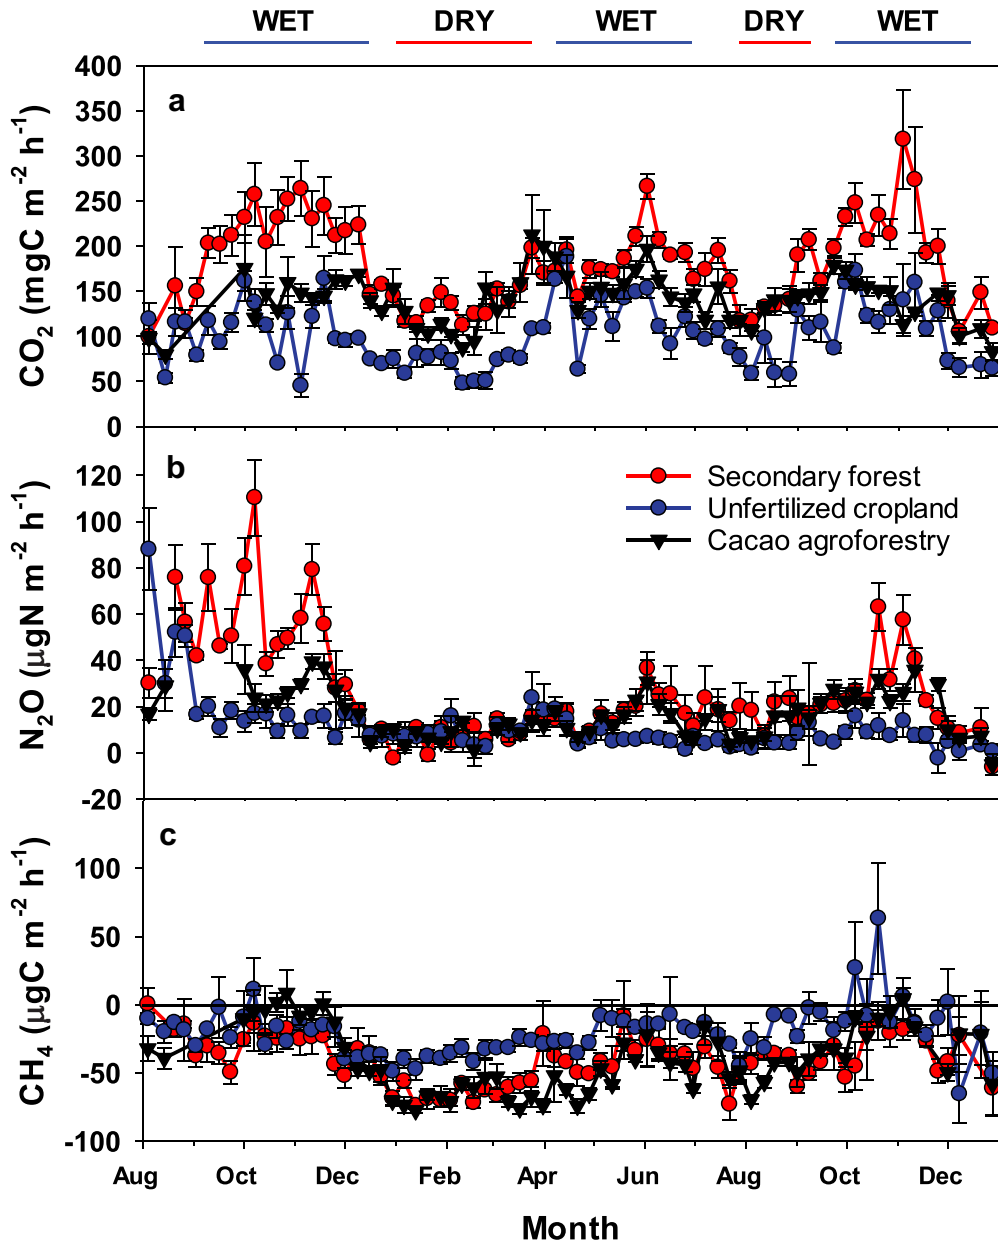 WET DRY WET DRY WET
a
CO2 (mgC m-2 h-1)
400
350
300
250
200
150
100
50
0
b
N2O (μgN m-2 h-1)
120
100
80
60
40
20
0
-20
Secondary forest
Unfertilized cropland
Cacao agroforestry
c
CH4 (μgC m-2 h-1)
100
50
0
-50
-100
Aug Oct Dec Feb Apr Jun Aug Oct Dec
Month